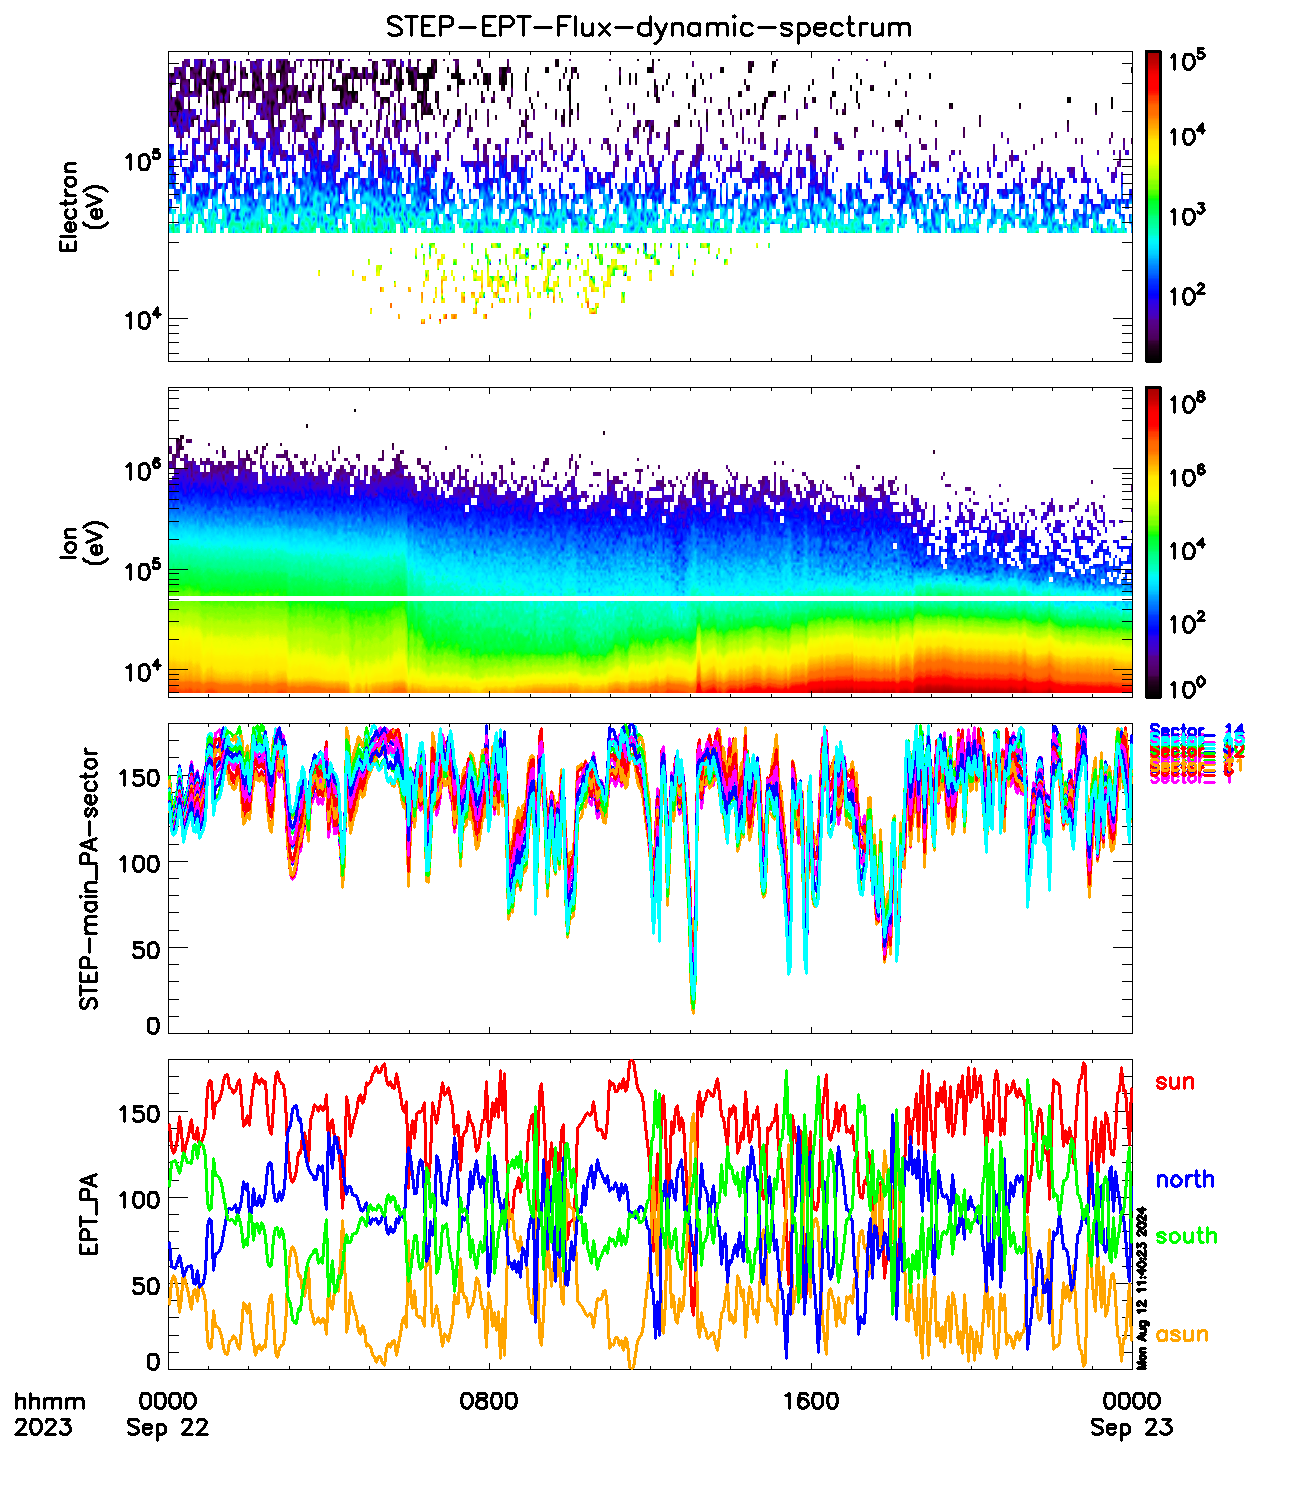 STEP-EPT-Flux-dynamic-spectrum
Electron
(eV)
10^5
10^4
10^5
10^4
10^3
10^2
Ion
(eV)
10^6
10^5
10^4
10^8
10^6
10^4
10^2
10^0
STEP-main_PA-sector
150
100
50
0
Sector_ 14
EPT_PA
150
100
50
0
sun
north
south
asun
Mon Aug 12 11:40:23 2024
hhmm 0000 0800 1600 0000
2023 Sep 22 Sep 23